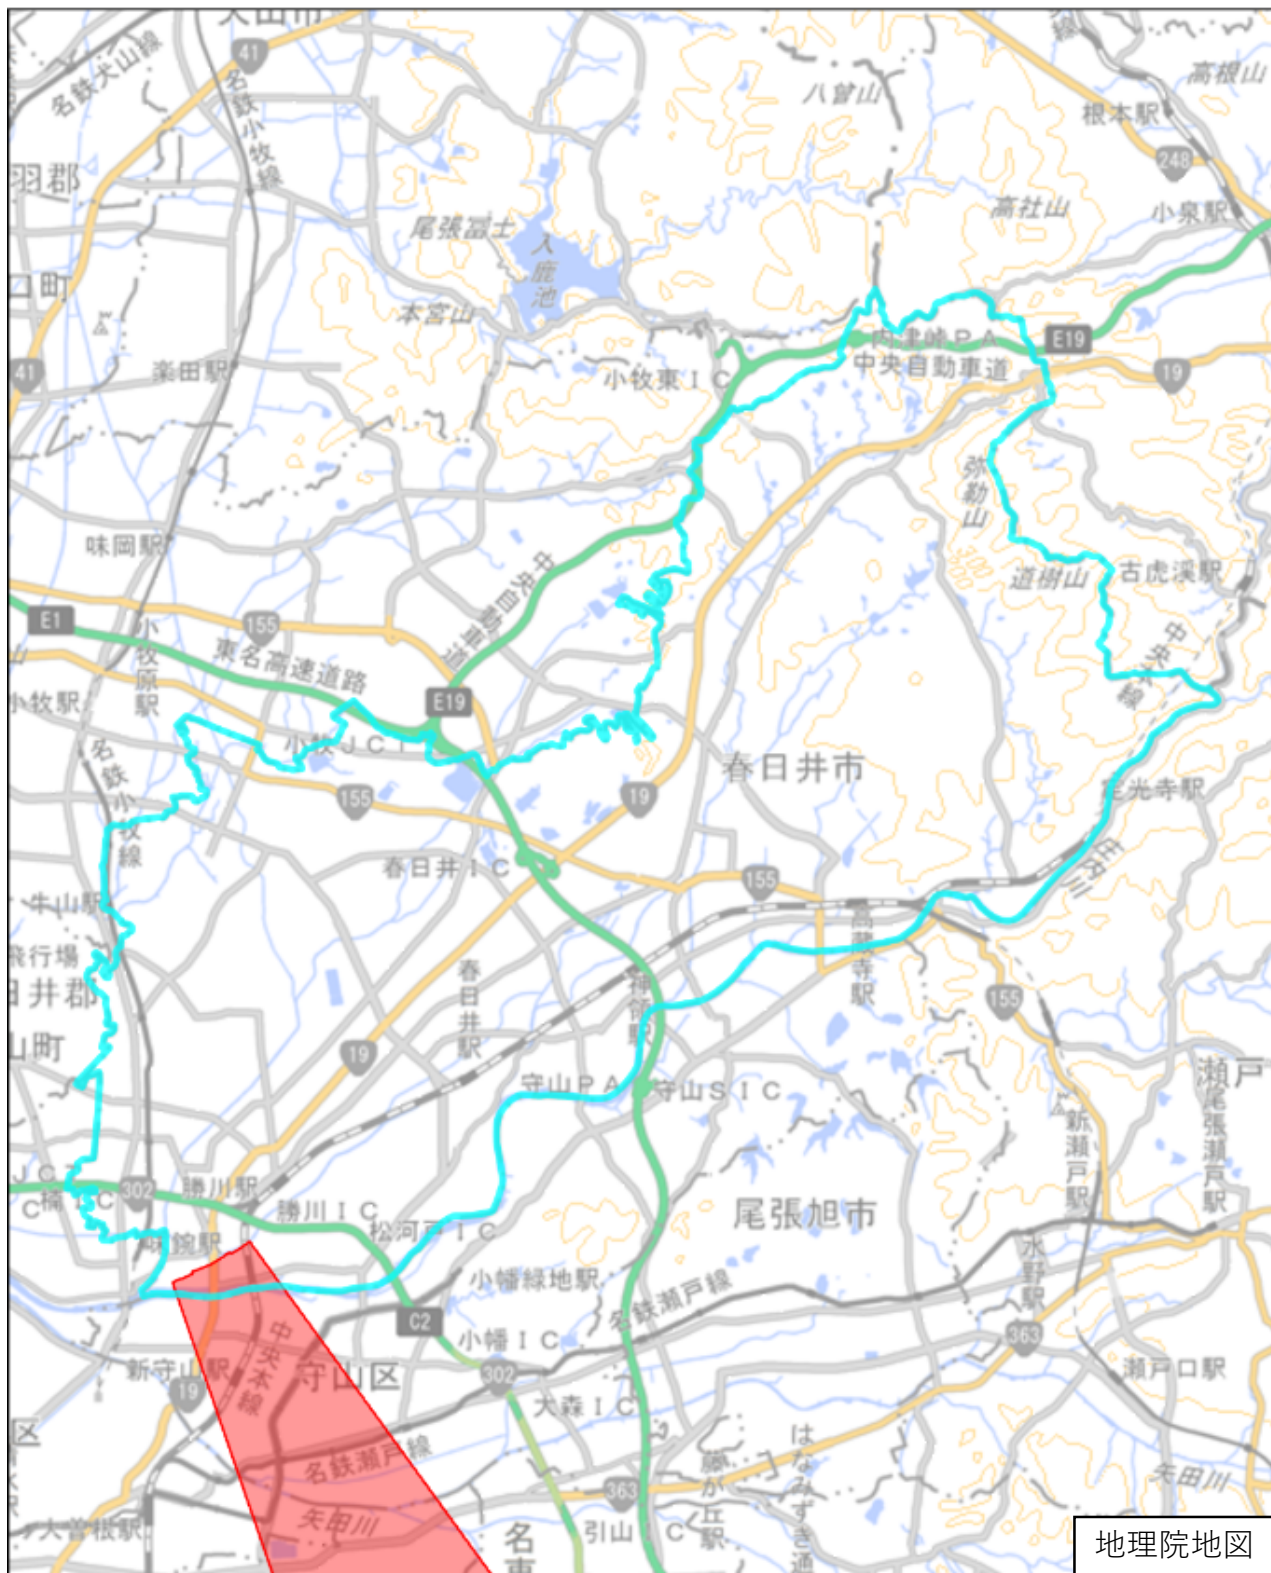 犬山市
41
名鉄犬山線
名鉄小牧線
八曾山
高根山
根本駅
248
羽郡
尾張冨士
入鹿池
高社山
小泉駅
口町
本宮山
41
楽田駅
小牧東IC
内津峠PA
中央自動車道
E19
19
弥勒山
味岡駅
中央自動車道
道樹山
古虎溪駅
E1
155
小牧原駅
東名高速道路
中央本線
小牧駅
E19
小牧JCT
名鉄小牧線
155
19
春日井市
定光寺駅
春日井IC
155
庄内川
牛山駅
高蔵寺駅
飛行場
春日井駅
神領駅
155
井郡
山町
19
守山PA
守山SIC
瀬戸
尾張瀬戸駅
新瀬戸駅
JCT
楠IC
302
勝川駅
勝川IC
松河戸IC
尾張旭市
味鋺駅
水野駅
小幡緑地駅
名鉄瀬戸線
C2
小幡IC
363
新守山駅
中央本線
守山区
302
瀬戸口駅
19
大森IC
区
名鉄瀬戸線
藤が丘駅
はなみずき通
矢田川
363
大曽根駅
矢田川
名東
引山IC
地理院地図